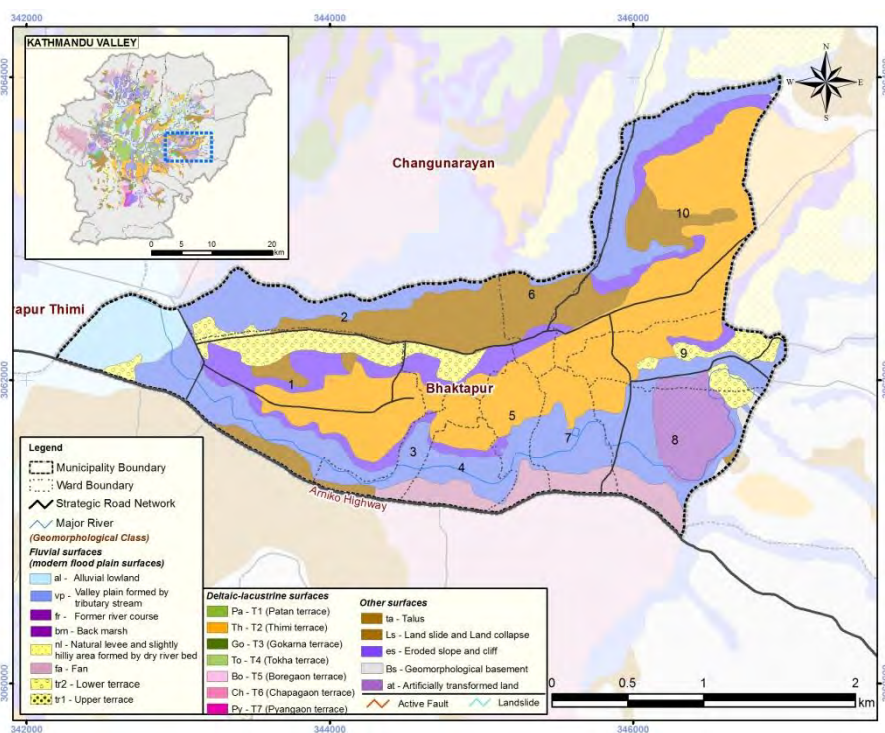 342000
344000
346000
KATHMANDU VALLEY
0 5 10 20
km
N
W E
S
3064000
Changunarayan
10
6
2
rapur Thimi
9
3062000
1
Bhaktapur
5
7
8
3
4
Arniko Highway
Legend
Municipality Boundary
Ward Boundary
Strategic Road Network
Major River
(Geomorphological Class)
Fluvial surfaces
(modern flood plain surfaces)
al - Alluvial lowland
vp - Valley plain formed by
tributary stream
fr - Former river course
bm - Back marsh
nl - Natural levee and slightly
hilliy area formed by dry river bed
fa - Fan
tr2 - Lower terrace
tr1 - Upper terrace
Deltaic-lacustrine surfaces
Pa - T1 (Patan terrace)
Th - T2 (Thimi terrace)
Go - T3 (Gokarna terrace)
To - T4 (Tokha terrace)
Bo - T5 (Boregaon terrace)
Ch - T6 (Chapagaon terrace)
Py - T7 (Pyangaon terrace)
Other surfaces
ta - Talus
Ls - Land slide and Land collapse
es - Eroded slope and cliff
Bs - Geomorphological basement
at - Artificially transformed land
Active Fault
Landslide
3060000
0 0.5 1 2
km
342000
344000
346000